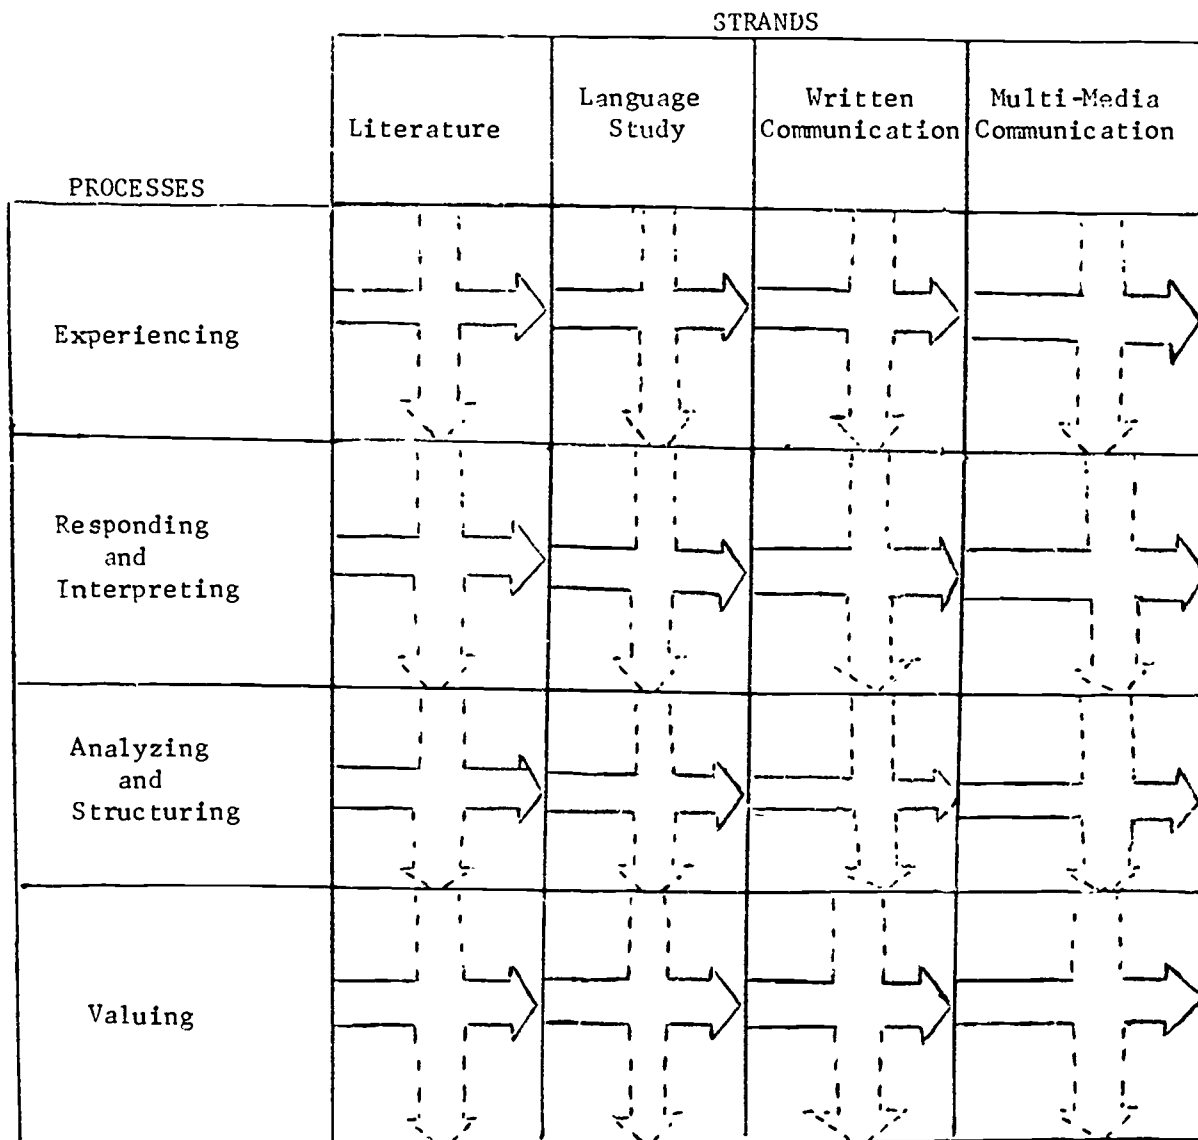 STRANDS
Literature
Language
Study
Written
Communication
Multi-Media
Communication
PROCESSES
Experiencing
Responding
and
Interpreting
Analyzing
and
Structuring
Valuing